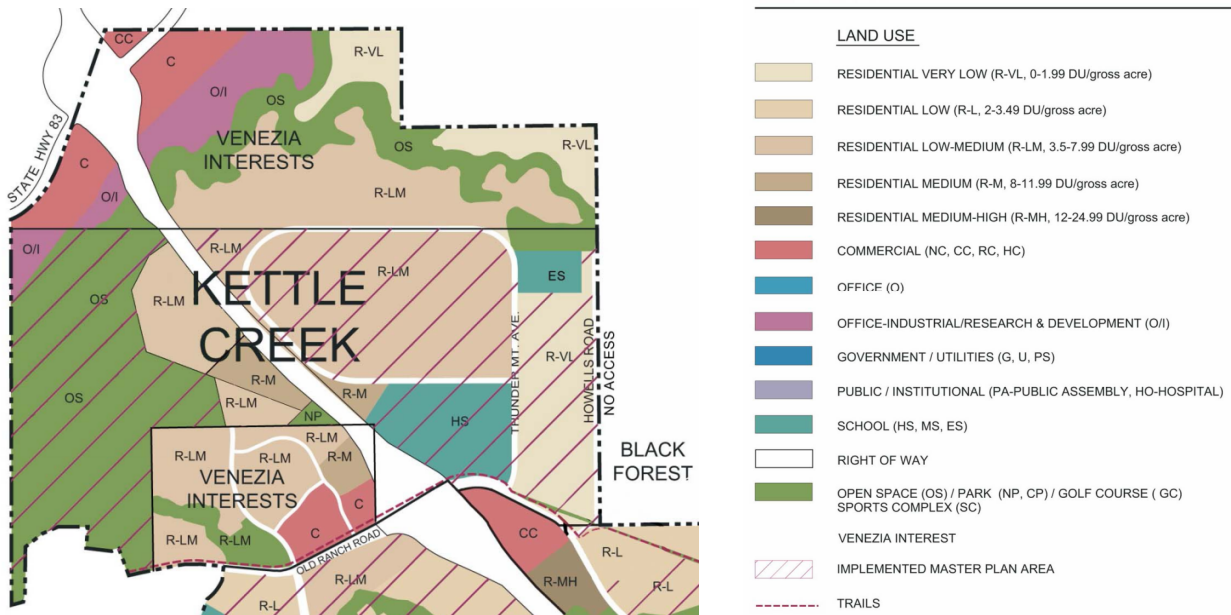 CC
C
R-VL
O/I
OS
VENEZIA
INTERESTS
STATE HWY 83
C
OS
R-VL
O/I
R-LM
O/I
R-LM
R-LM
ES
OS
R-LM
KETTLE
CREEK
THUNDER MT. AVE.
HOWELLS ROAD
NO ACCESS
R-VL
R-M
R-M
OS
R-LM
NP
HS
R-LM
R-LM
R-LM
R-M
VENEZIA
INTERESTS
BLACK
FOREST
C
C
CC
R-LM
R-LM
OLD RANCH ROAD
R-LM
R-L
R-MH
R-L
R-L
LAND USE
RESIDENTIAL VERY LOW (R-VL, 0-1.99 DU/gross acre)
RESIDENTIAL LOW (R-L, 2-3.49 DU/gross acre)
RESIDENTIAL LOW-MEDIUM (R-LM, 3.5-7.99 DU/gross acre)
RESIDENTIAL MEDIUM (R-M, 8-11.99 DU/gross acre)
RESIDENTIAL MEDIUM-HIGH (R-MH, 12-24.99 DU/gross acre)
COMMERCIAL (NC, CC, RC, HC)
OFFICE (O)
OFFICE-INDUSTRIAL/RESEARCH & DEVELOPMENT (O/I)
GOVERNMENT / UTILITIES (G, U, PS)
PUBLIC / INSTITUTIONAL (PA-PUBLIC ASSEMBLY, HO-HOSPITAL)
SCHOOL (HS, MS, ES)
RIGHT OF WAY
OPEN SPACE (OS) / PARK (NP, CP) / GOLF COURSE ( GC)
SPORTS COMPLEX (SC)
VENEZIA INTEREST
IMPLEMENTED MASTER PLAN AREA
TRAILS